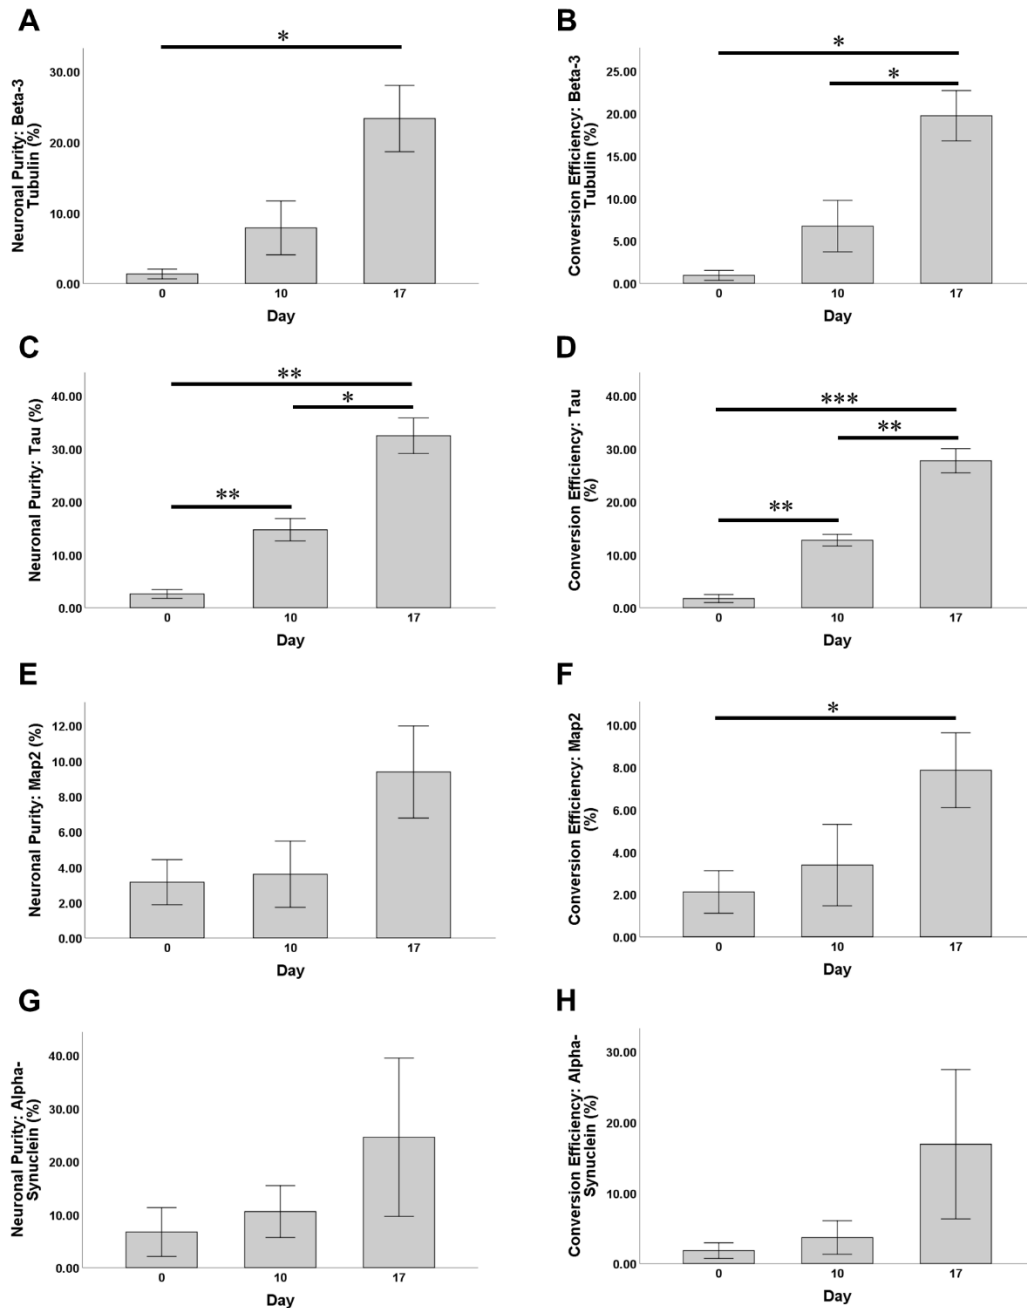 A
Neuronal Purity: Beta-3
Tubulin (%)
30.00
20.00
10.00
0.00
*
0 10 17
Day
B
Conversion Efficiency: Beta-3
Tubulin (%)
25.00
20.00
15.00
10.00
5.00
0.00
*
*
0 10 17
Day
C
Neuronal Purity: Tau (%)
40.00
30.00
20.00
10.00
0.00
**
*
**
0 10 17
Day
D
Conversion Efficiency: Tau
(%)
40.00
30.00
20.00
10.00
0.00
***
**
**
0 10 17
Day
E
Neuronal Purity: Map2 (%)
12.00
10.00
8.00
6.00
4.00
2.00
0.00
0 10 17
Day
F
Conversion Efficiency: Map2
(%)
10.00
8.00
6.00
4.00
2.00
0.00
*
0 10 17
Day
G
Neuronal Purity: Alpha-
Synuclein (%)
40.00
30.00
20.00
10.00
0.00
0 10 17
Day
H
Conversion Efficiency: Alpha-
Synuclein (%)
30.00
20.00
10.00
0.00
0 10 17
Day